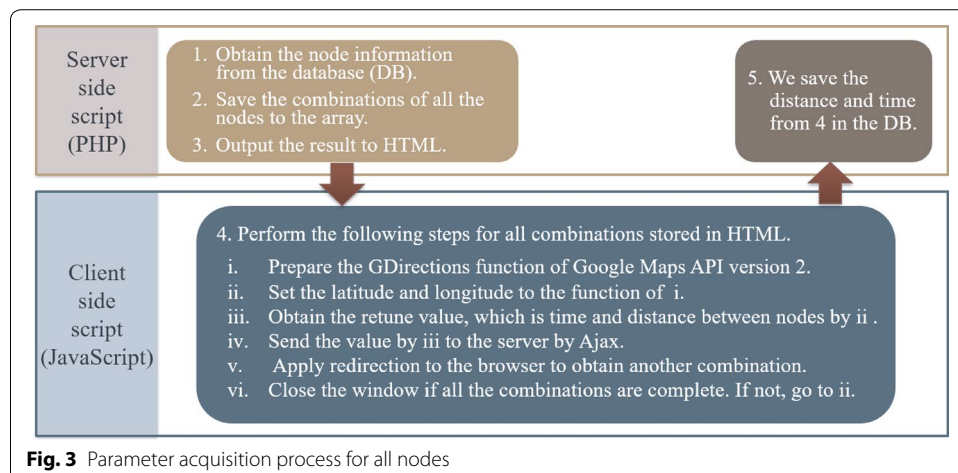 Server
side
script
(PHP)
1. Obtain the node information
from the database (DB).
2. Save the combinations of all the
nodes to the array.
3. Output the result to HTML.
5. We save the
distance and time
from 4 in the DB.
Client
side
script
(JavaScript)
4. Perform the following steps for all combinations stored in HTML.
i. Prepare the GDirections function of Google Maps API version 2.
ii. Set the latitude and longitude to the function of i.
iii. Obtain the retune value, which is time and distance between nodes by ii .
iv. Send the value by iii to the server by Ajax.
v. Apply redirection to the browser to obtain another combination.
vi. Close the window if all the combinations are complete. If not, go to ii.
Fig. 3 Parameter acquisition process for all nodes